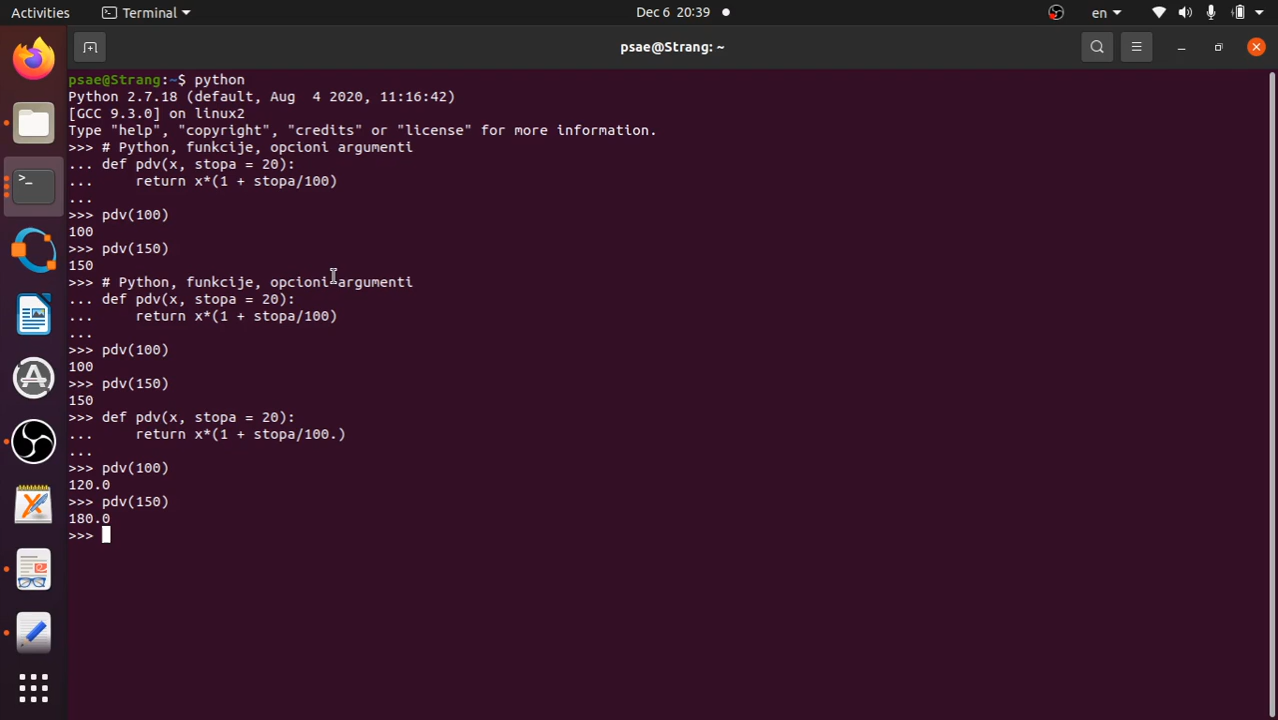 Activities
Terminal
Dec 6 20:39
en
psae@Strang: ~
psae@Strang:~$ python
Python 2.7.18 (default, Aug  4 2020, 11:16:42)
[GCC 9.3.0] on linux2
Type "help", "copyright", "credits" or "license" for more information.
>>> # Python, funkcije, opcioni argumenti
... def pdv(x, stopa = 20):
...     return x*(1 + stopa/100)
...
>>> pdv(100)
100
>>> pdv(150)
150
>>> # Python, funkcije, opcioni argumenti
... def pdv(x, stopa = 20):
...     return x*(1 + stopa/100)
...
>>> pdv(100)
100
>>> pdv(150)
150
>>> def pdv(x, stopa = 20):
...     return x*(1 + stopa/100.)
...
>>> pdv(100)
120.0
>>> pdv(150)
180.0
>>>